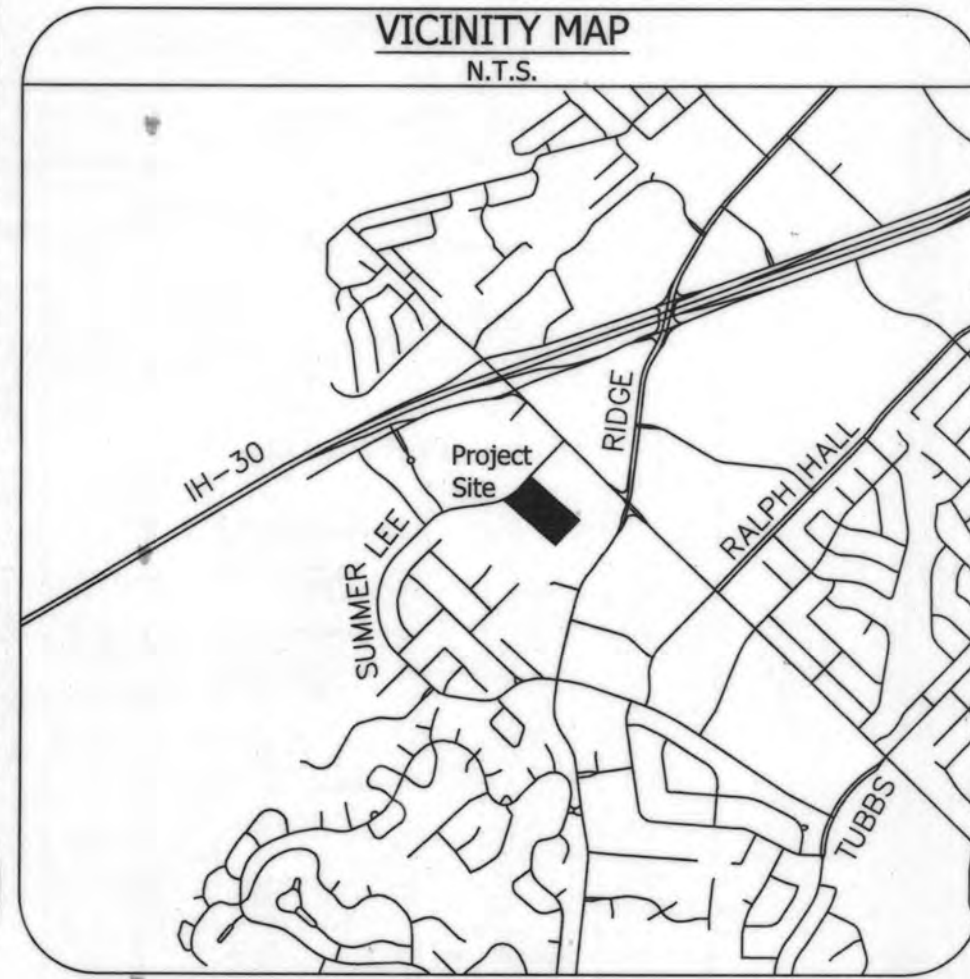 VICINITY MAP
N.T.S.
IH-30
RIDGE
RALPH HALL
Project
Site
SUMMER LEE
TUBBS